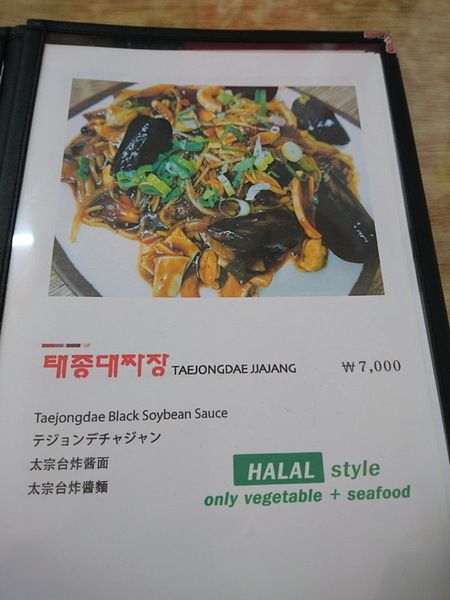 태종대짜장 TAEJONGDAE JJAJANG ₩7,000
Taejongdae Black Soybean Sauce
テジョンデチャジャン
太宗台炸酱面
太宗台炸醬麵
HALAL style
only vegetable + seafood